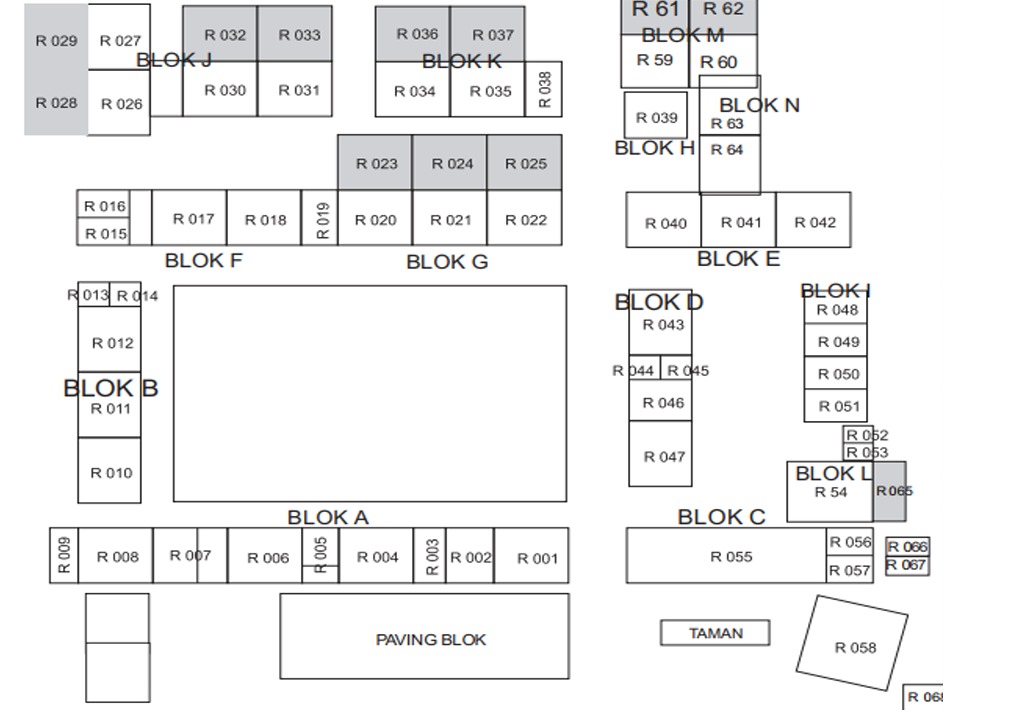 R 029
R 027
R 028
R 026
BLOK J
R 032
R 033
R 030
R 031
R 036
R 037
BLOK K
R 034
R 035
R 038
R 61
R 62
BLOK M
R 59
R 60
R 039
BLOK N
R 63
BLOK H
R 64
R 023
R 024
R 025
R 016
R 015
R 017
R 018
R 019
R 020
R 021
R 022
BLOK F
BLOK G
R 040
R 041
R 042
BLOK E
R 013
R 014
R 012
BLOK B
R 011
R 010
BLOK D
R 043
R 044
R 045
R 046
R 047
BLOK I
R 048
R 049
R 050
R 051
R 052
R 053
BLOK L
R 54
R 065
BLOK A
R 009
R 008
R 007
R 006
R 005
R 004
R 003
R 002
R 001
BLOK C
R 055
R 056
R 057
R 066
R 067
PAVING BLOK
TAMAN
R 058